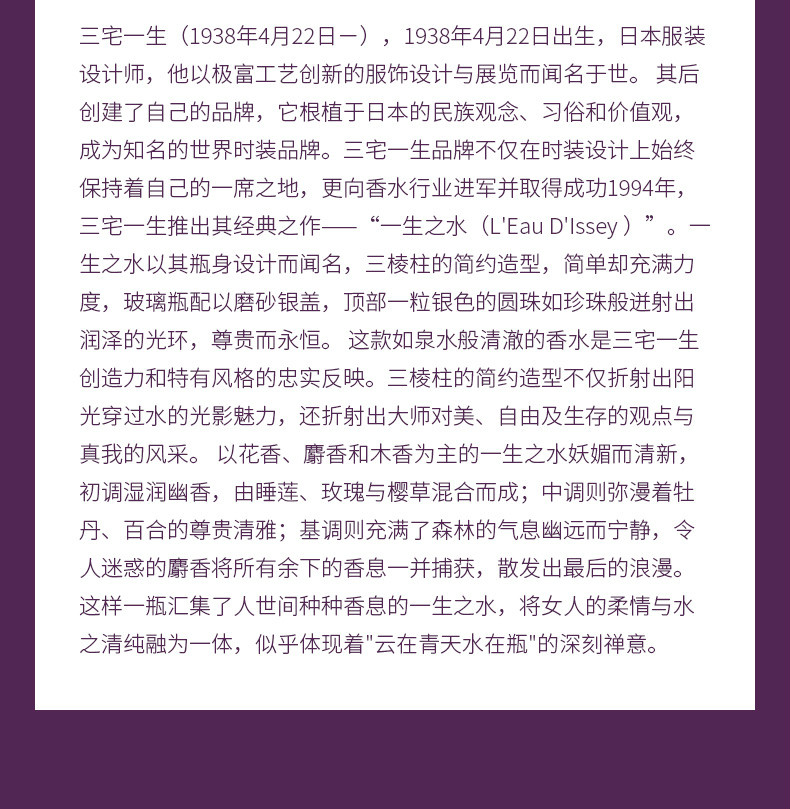 三宅一生（1938年4月22日－），1938年4月22日出生，日本服装
设计师，他以极富工艺创新的服饰设计与展览而闻名于世。 其后
创建了自己的品牌，它根植于日本的民族观念、习俗和价值观，
成为知名的世界时装品牌。三宅一生品牌不仅在时装设计上始终
保持着自己的一席之地，更向香水行业进军并取得成功1994年，
三宅一生推出其经典之作——“一生之水（L'Eau D'Issey ）”。一
生之水以其瓶身设计而闻名，三棱柱的简约造型，简单却充满力
度，玻璃瓶配以磨砂银盖，顶部一粒银色的圆珠如珍珠般迸射出
润泽的光环，尊贵而永恒。 这款如泉水般清澈的香水是三宅一生
创造力和特有风格的忠实反映。三棱柱的简约造型不仅折射出阳
光穿过水的光影魅力，还折射出大师对美、自由及生存的观点与
真我的风采。 以花香、麝香和木香为主的一生之水妖媚而清新，
初调湿润幽香，由睡莲、玫瑰与樱草混合而成；中调则弥漫着牡
丹、百合的尊贵清雅；基调则充满了森林的气息幽远而宁静，令
人迷惑的麝香将所有余下的香息一并捕获，散发出最后的浪漫。
这样一瓶汇集了人世间种种香息的一生之水，将女人的柔情与水
之清纯融为一体，似乎体现着"云在青天水在瓶"的深刻禅意。